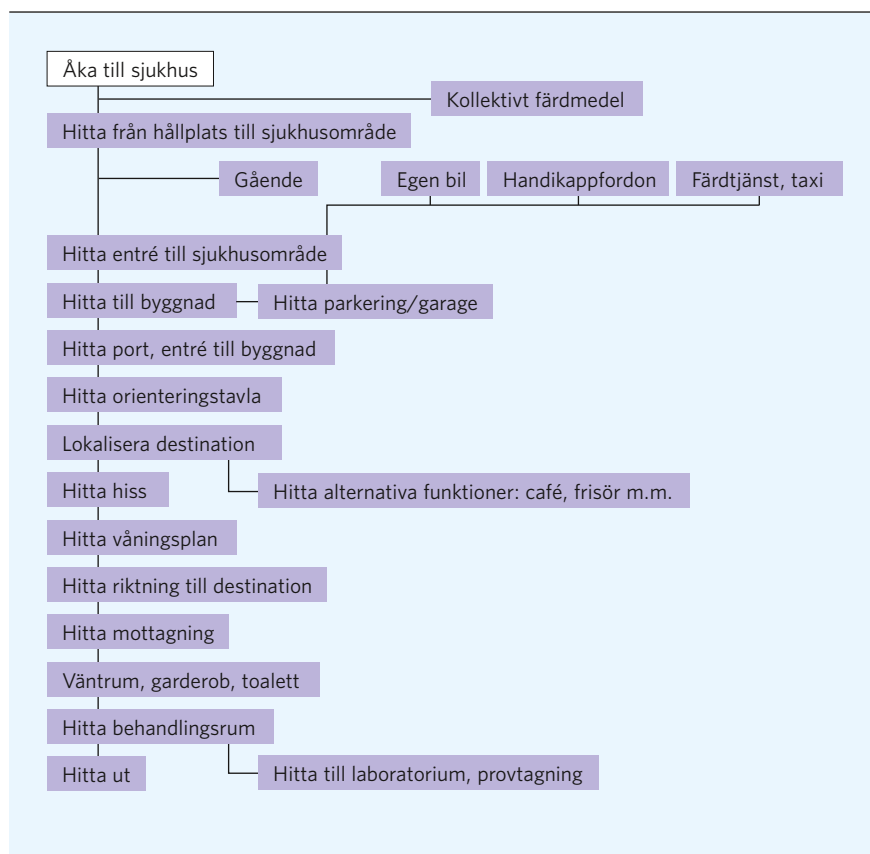 Åka till sjukhus
Kollektivt färdmedel
Hitta från hållplats till sjukhusområde
Gående
Egen bil
Handikappfordon
Färdtjänst, taxi
Hitta entré till sjukhusområde
Hitta till byggnad
Hitta parkering/garage
Hitta port, entré till byggnad
Hitta orienteringstavla
Lokalisera destination
Hitta hiss
Hitta alternativa funktioner: café, frisör m.m.
Hitta våningsplan
Hitta riktning till destination
Hitta mottagning
Väntrum, garderob, toalett
Hitta behandlingsrum
Hitta ut
Hitta till laboratorium, provtagning